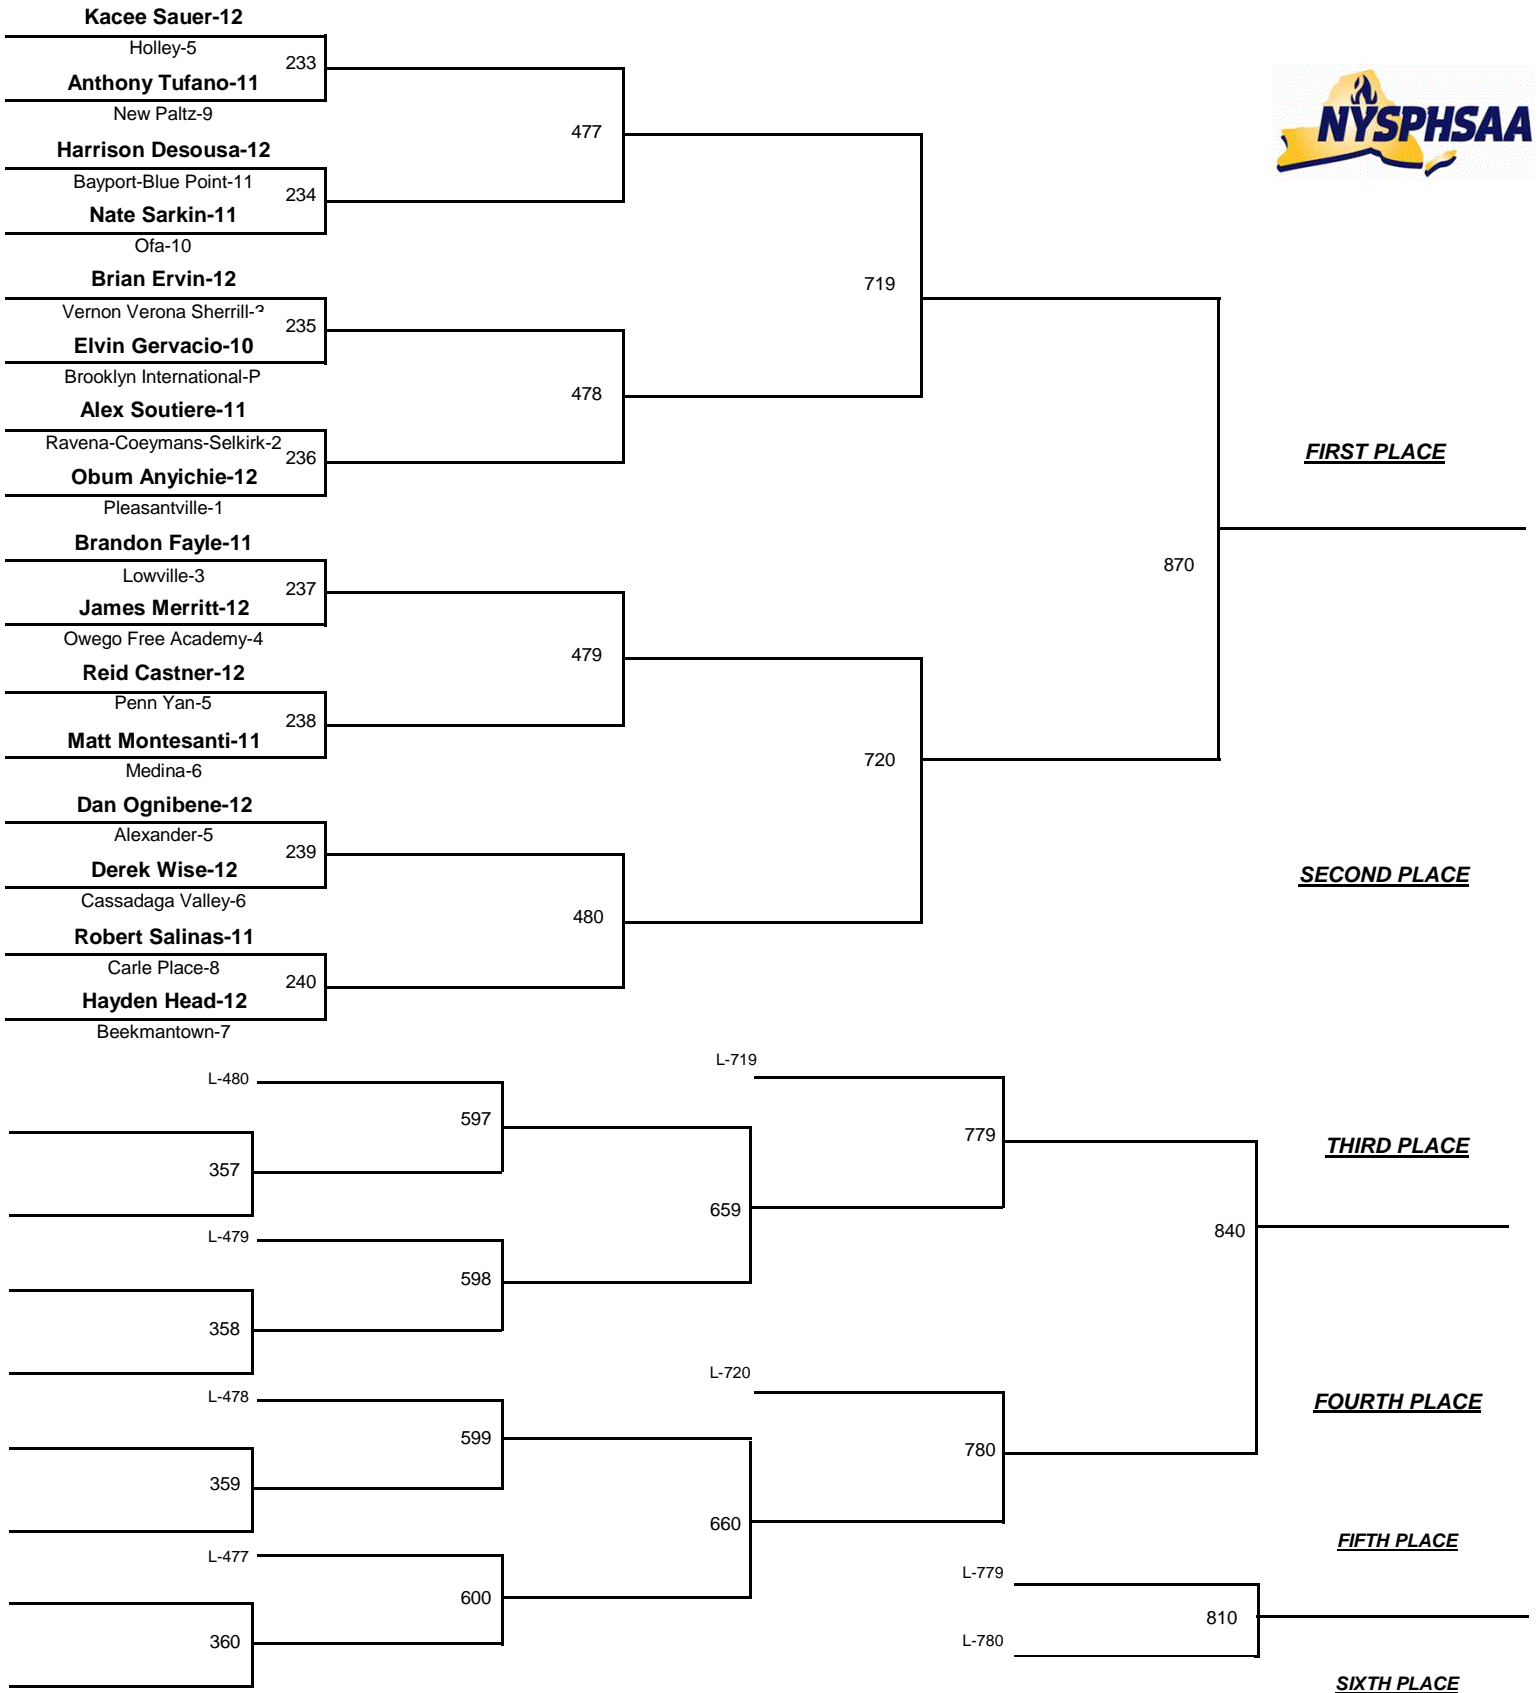 Kacee Sauer-12
Holley-5
233
Anthony Tufano-11
New Paltz-9
477
Harrison Desousa-12
Bayport-Blue Point-11
234
Nate Sarkin-11
Ofa-10
NYSPHSAA
Brian Ervin-12
719
Vernon Verona Sherrill-3
235
Elvin Gervacio-10
Brooklyn International-P
478
Alex Soutiere-11
Ravena-Coeymans-Selkirk-2
236
Obum Anyichie-12
Pleasantville-1
FIRST PLACE
Brandon Fayle-11
870
Lowville-3
237
James Merritt-12
Owego Free Academy-4
479
Reid Castner-12
Penn Yan-5
238
Matt Montesanti-11
720
Medina-6
Dan Ognibene-12
Alexander-5
239
Derek Wise-12
SECOND PLACE
Cassadaga Valley-6
480
Robert Salinas-11
Carle Place-8
240
Hayden Head-12
Beekmantown-7
L-719
L-480
597
779
THIRD PLACE
357
659
L-479
840
598
358
L-720
L-478
FOURTH PLACE
599
780
359
660
FIFTH PLACE
L-477
L-779
600
810
360
L-780
SIXTH PLACE